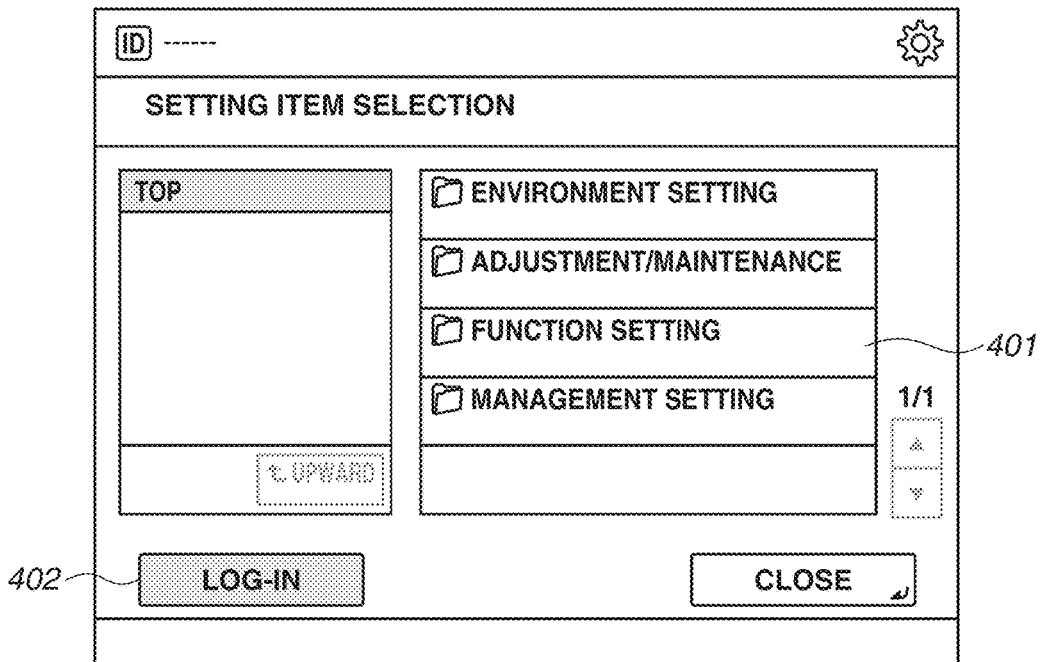 ID ------
SETTING ITEM SELECTION
TOP
ENVIRONMENT SETTING
ADJUSTMENT/MAINTENANCE
FUNCTION SETTING
401
MANAGEMENT SETTING
1/1
UPWARD
402
LOG-IN
CLOSE